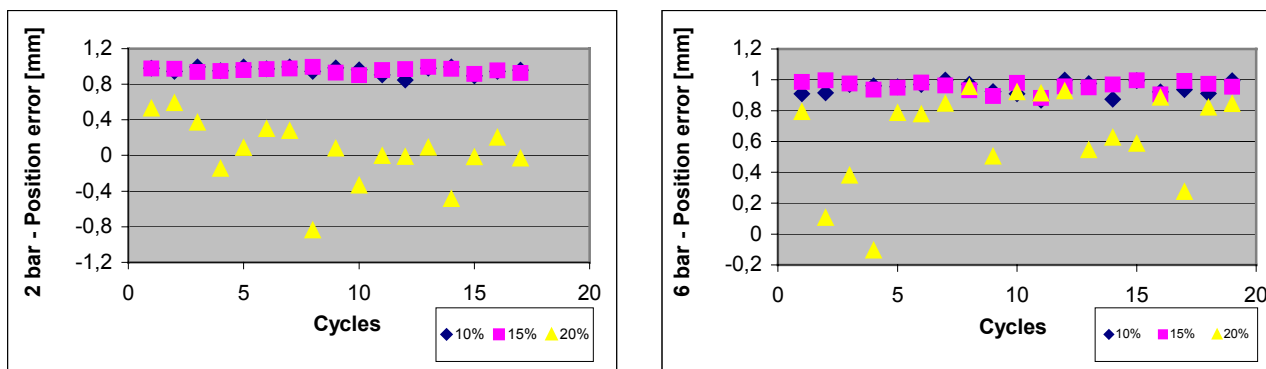 2 bar - Position error [mm]
1,2
0,8
0,4
0
-0,4
-0,8
-1,2
0 5 10 15 20
Cycles
10% 15% 20%
6 bar - Position error [mm]
1,2
1
0,8
0,6
0,4
0,2
0
-0,2
0 5 10 15 20
Cycles
10% 15% 20%